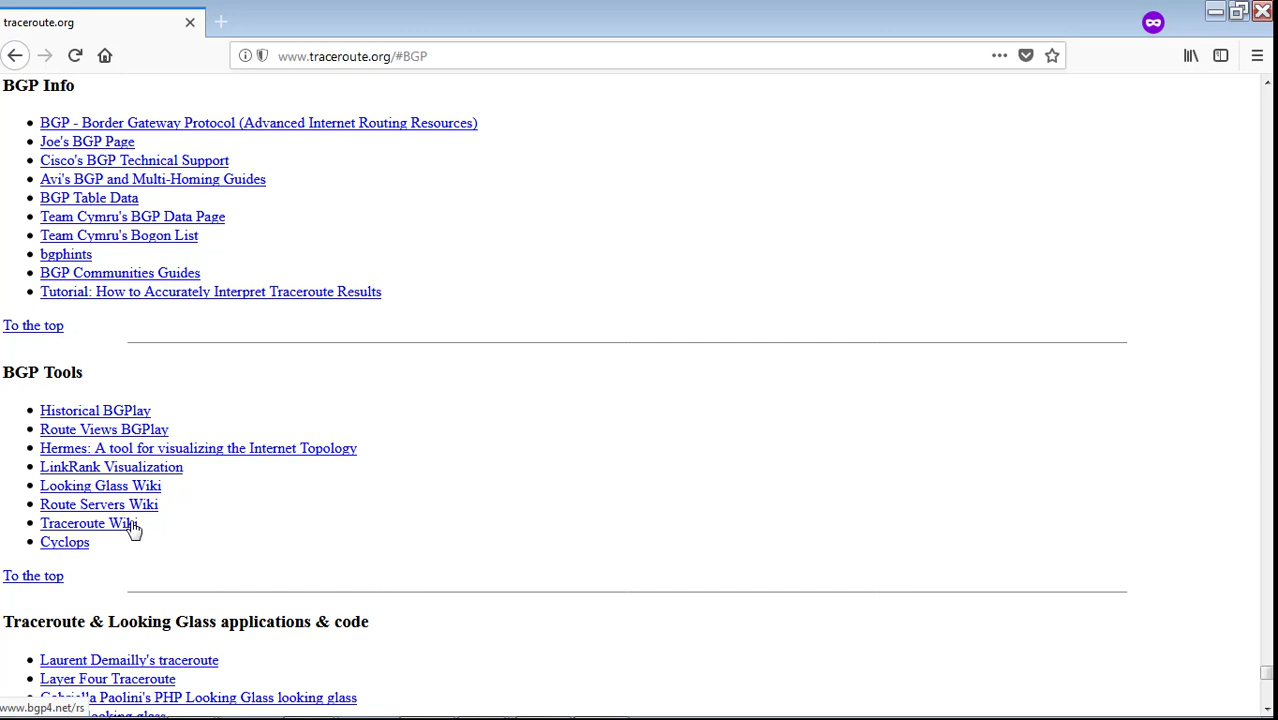 traceroute.org
www.traceroute.org/#BGP
BGP Info
BGP - Border Gateway Protocol (Advanced Internet Routing Resources)
Joe's BGP Page
Cisco's BGP Technical Support
Avi's BGP and Multi-Homing Guides
BGP Table Data
Team Cymru's BGP Data Page
Team Cymru's Bogon List
bgphints
BGP Communities Guides
Tutorial: How to Accurately Interpret Traceroute Results
To the top
BGP Tools
Historical BGPlay
Route Views BGPlay
Hermes: A tool for visualizing the Internet Topology
LinkRank Visualization
Looking Glass Wiki
Route Servers Wiki
Traceroute Wiki
Cyclops
To the top
Traceroute & Looking Glass applications & code
Laurent Demailly's traceroute
Layer Four Traceroute
Gabriella Paolini's PHP Looking Glass looking glass
www.bgp4.net/rs
looking glass